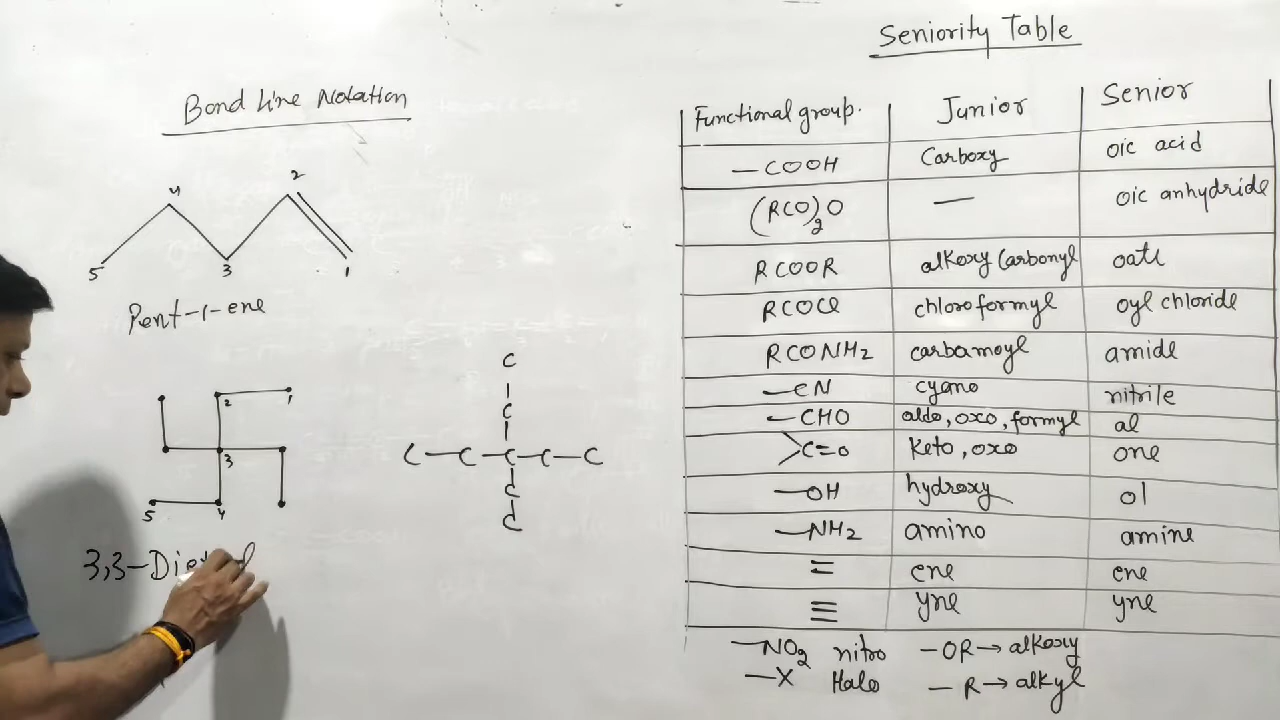 Seniority Table
Bond Line Notation
4 2
5 3 1
Pent-1-ene
2 1
3
5 4
3,3-Diet
C
C
C-C-C-C-C
C
C
Functional group. Junior Senior
-COOH Carboxy oic acid
(RCO)₂O — oic anhydride
RCOOR alkoxy Carbonyl oate
RCOCl chloroformyl oyl chloride
RCONH₂ carbamoyl amide
-CN cyano nitrile
-CHO aldo, oxo, formyl al
>C=O Keto, oxo one
-OH hydroxy ol
-NH₂ amino amine
= ene ene
≡ yne yne
-NO₂ nitro -OR→alkoxy
-X Halo -R→alkyl